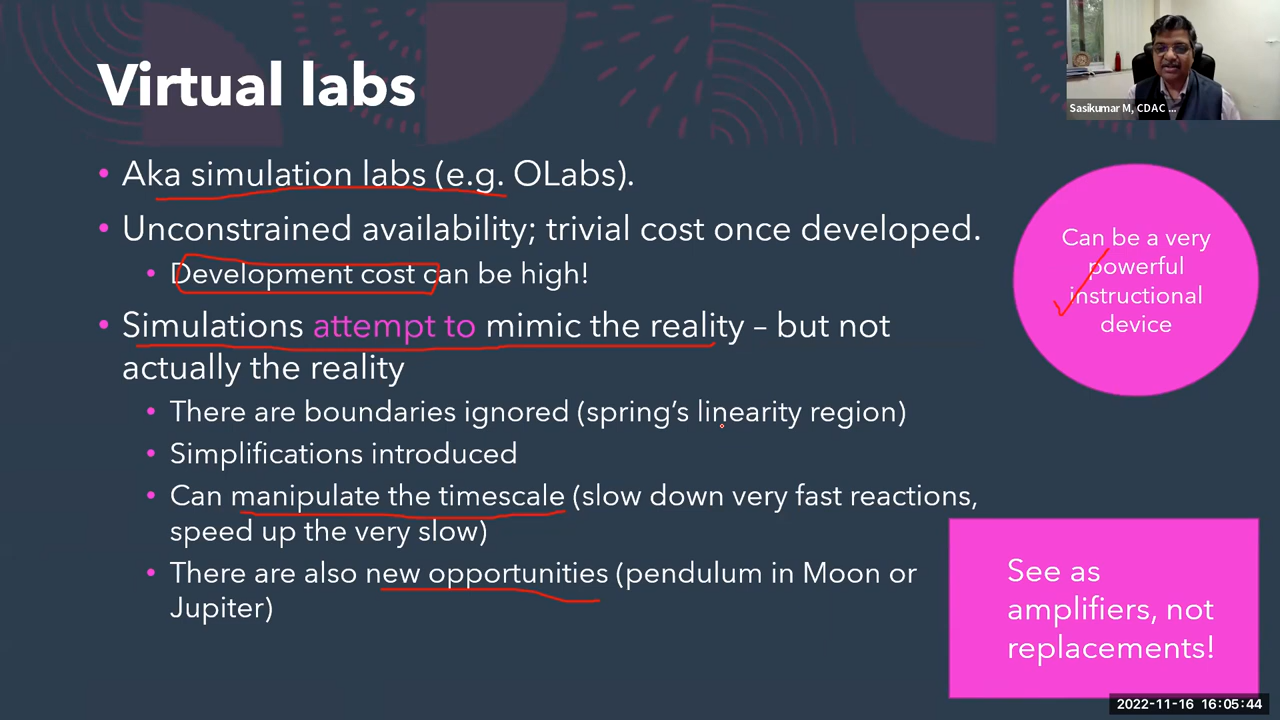 Virtual labs
Sasikumar M, CDAC ...
• Aka simulation labs (e.g. OLabs).
• Unconstrained availability; trivial cost once developed.
• Development cost can be high!
• Simulations attempt to mimic the reality – but not
actually the reality
• There are boundaries ignored (spring's linearity region)
• Simplifications introduced
• Can manipulate the timescale (slow down very fast reactions,
speed up the very slow)
• There are also new opportunities (pendulum in Moon or
Jupiter)
Can be a very
powerful
instructional
device
See as
amplifiers, not
replacements!
2022-11-16 16:05:44